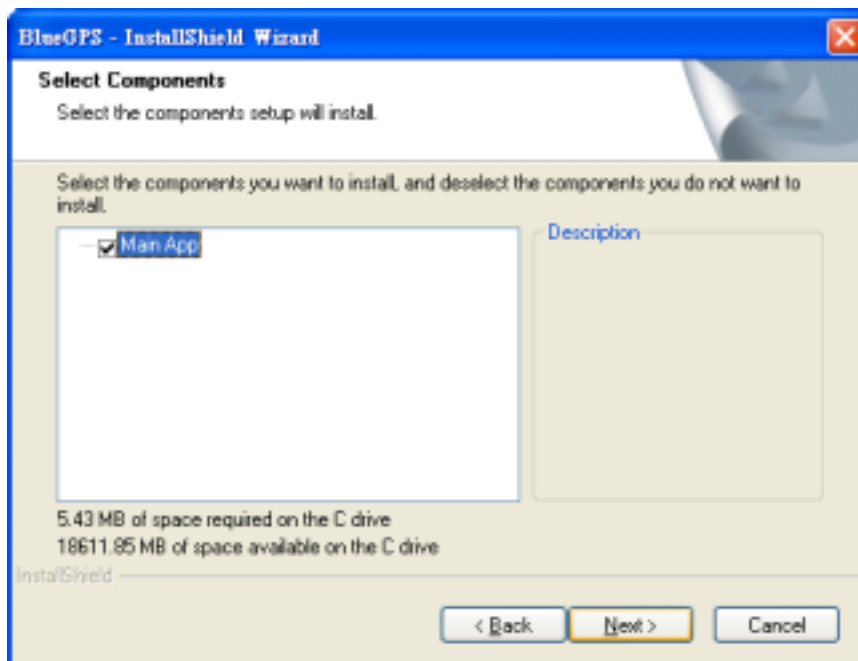 BlueGPS - InstallShield Wizard
Select Components
Select the components setup will install.
Select the components you want to install, and deselect the components you do not want to
install.
Main App
Description
5.43 MB of space required on the C drive
18611.85 MB of space available on the C drive
InstallShield
< Back
Next >
Cancel